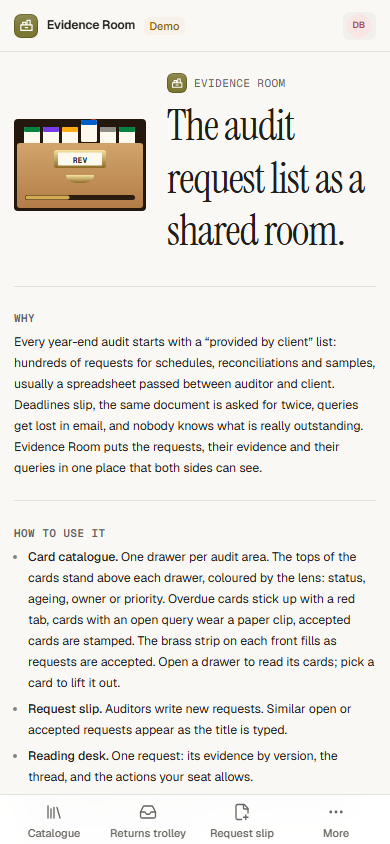 Evidence Room Demo DB
EVIDENCE ROOM
The audit
request list as a
shared room.
REV
WHY
Every year-end audit starts with a “provided by client” list:
hundreds of requests for schedules, reconciliations and samples,
usually a spreadsheet passed between auditor and client.
Deadlines slip, the same document is asked for twice, queries
get lost in email, and nobody knows what is really outstanding.
Evidence Room puts the requests, their evidence and their
queries in one place that both sides can see.
HOW TO USE IT
Card catalogue. One drawer per audit area. The tops of the
cards stand above each drawer, coloured by the lens: status,
ageing, owner or priority. Overdue cards stick up with a red
tab, cards with an open query wear a paper clip, accepted
cards are stamped. The brass strip on each front fills as
requests are accepted. Open a drawer to read its cards; pick a
card to lift it out.
Request slip. Auditors write new requests. Similar open or
accepted requests appear as the title is typed.
Reading desk. One request: its evidence by version, the
thread, and the actions your seat allows.
Catalogue Returns trolley Request slip More